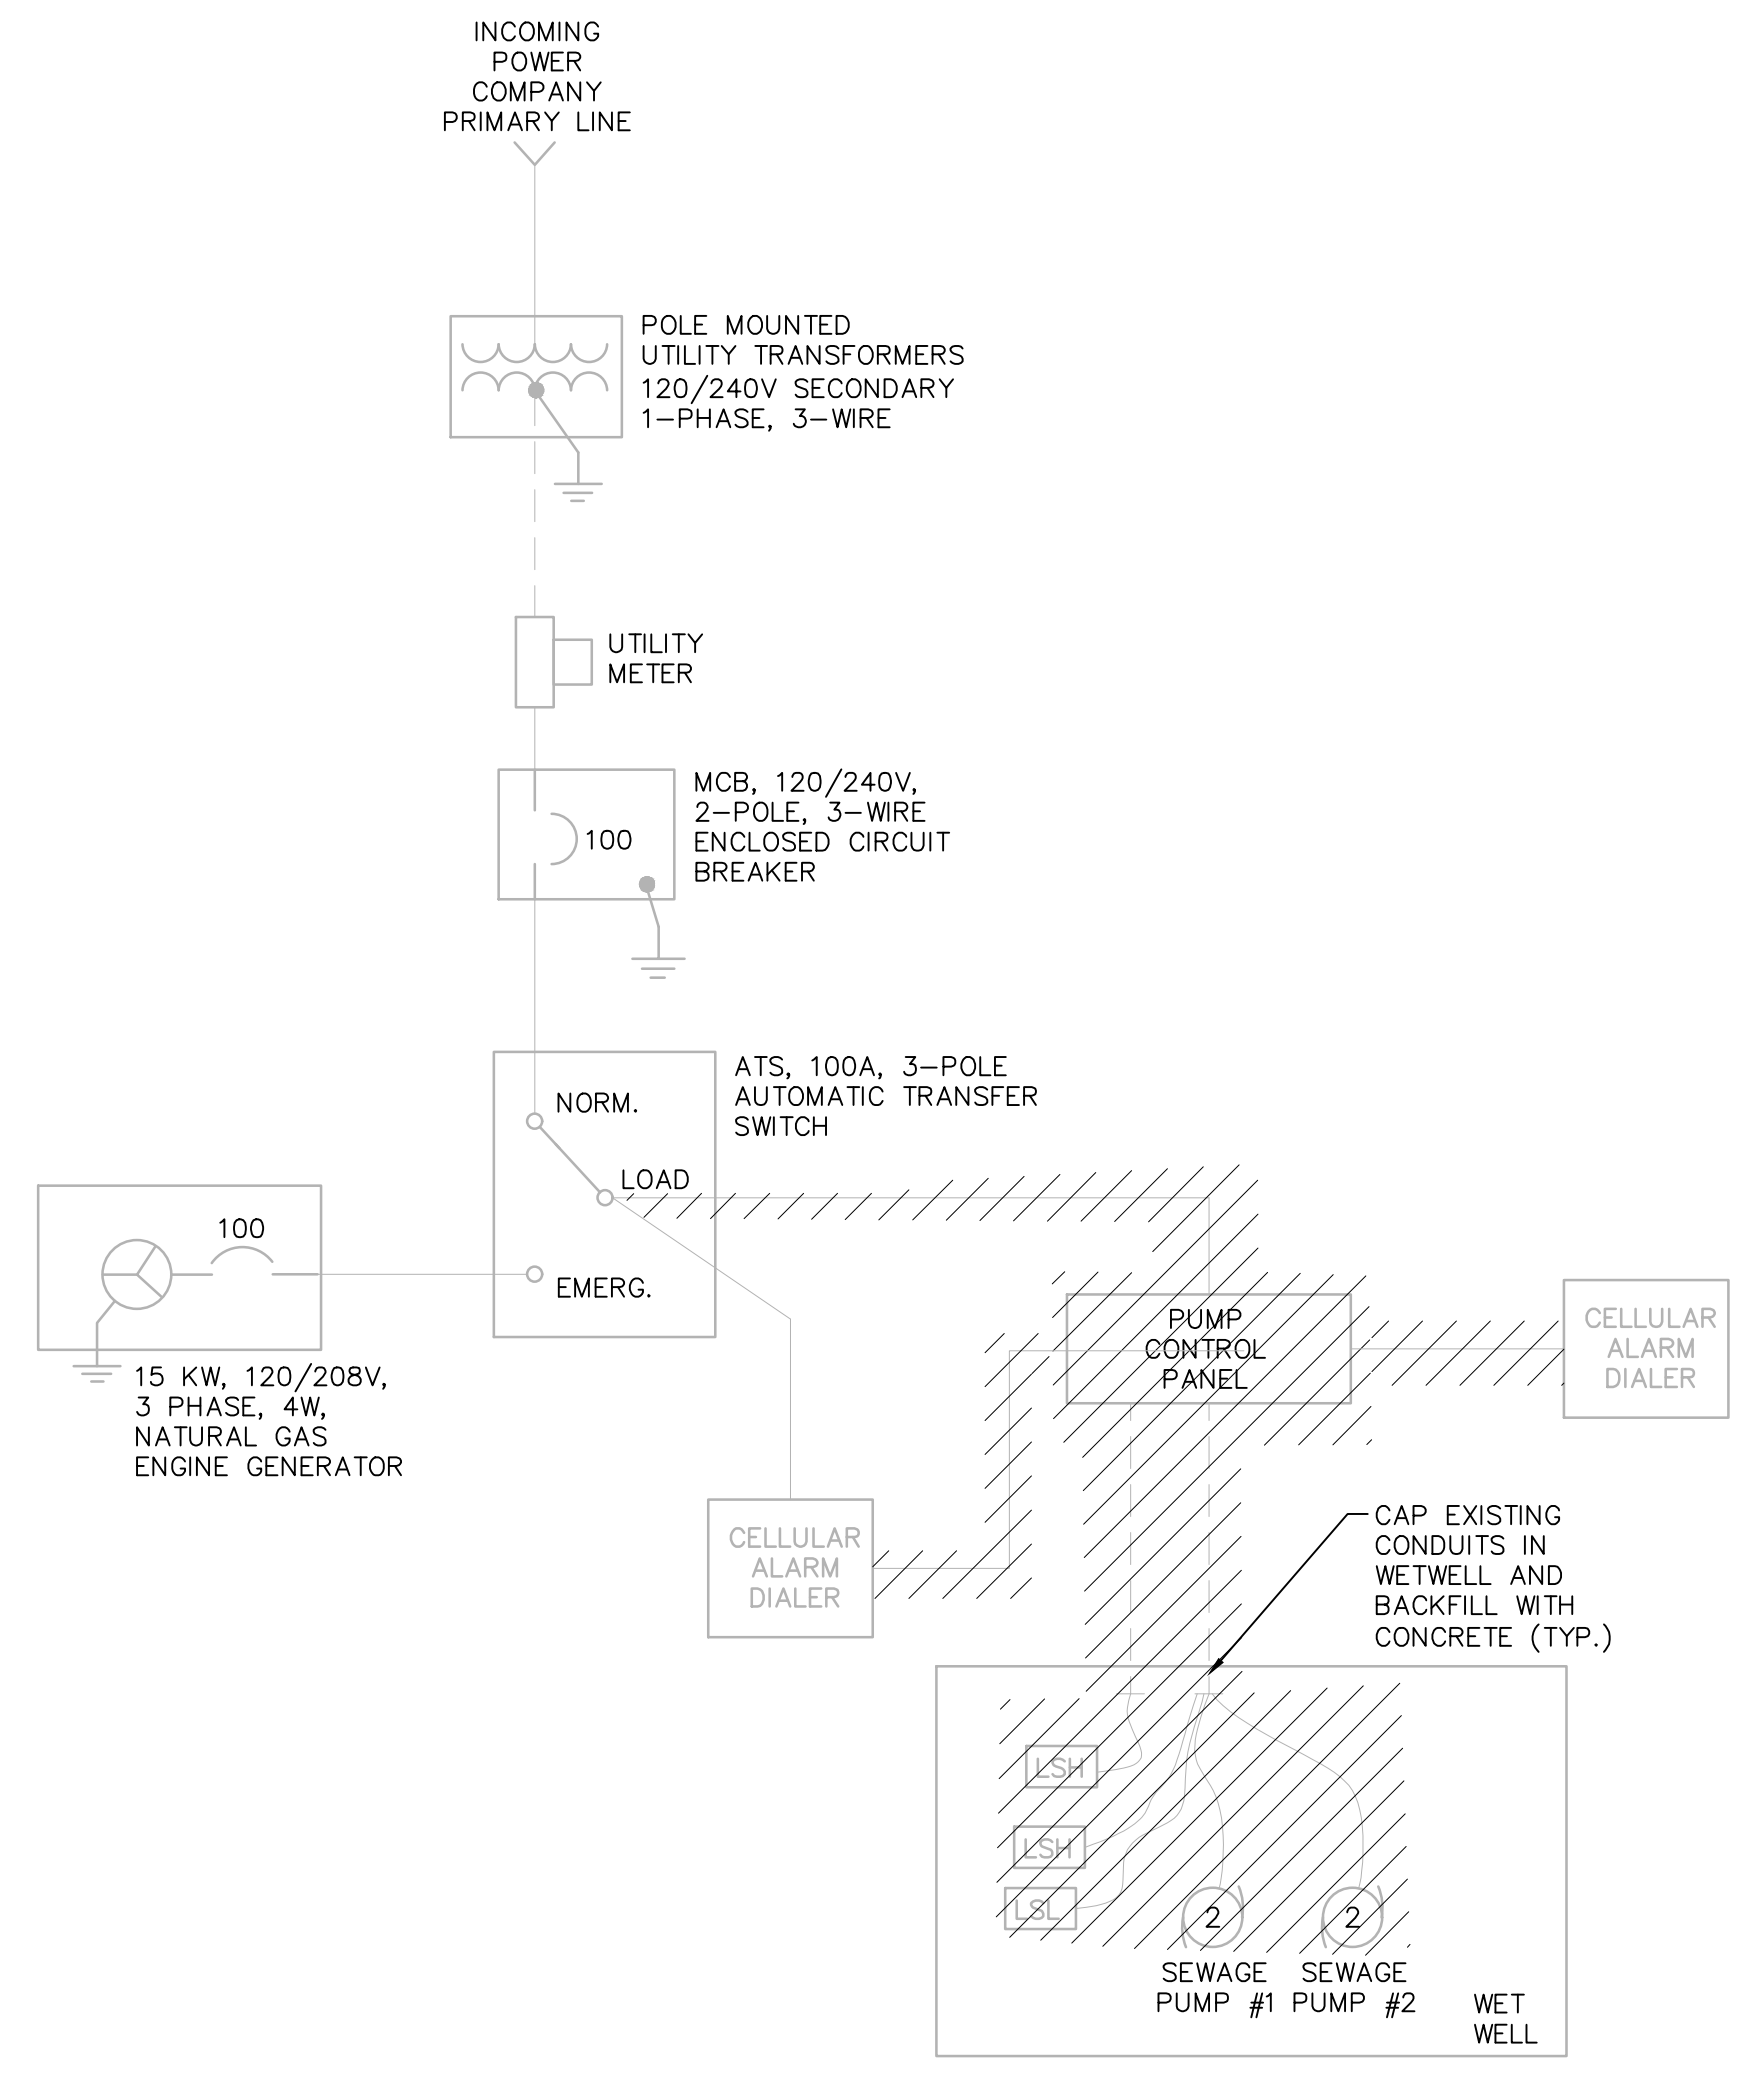 INCOMING
POWER
COMPANY
PRIMARY LINE
POLE MOUNTED
UTILITY TRANSFORMERS
120/240V SECONDARY
1-PHASE, 3-WIRE
UTILITY
METER
MCB, 120/240V,
2-POLE, 3-WIRE
ENCLOSED CIRCUIT
BREAKER
100
ATS, 100A, 3-POLE
AUTOMATIC TRANSFER
SWITCH
NORM.
LOAD
EMERG.
100
15 KW, 120/208V,
3 PHASE, 4W,
NATURAL GAS
ENGINE GENERATOR
PUMP
CONTROL
PANEL
CELLULAR
ALARM
DIALER
CELLULAR
ALARM
DIALER
CAP EXISTING
CONDUITS IN
WETWELL AND
BACKFILL WITH
CONCRETE (TYP.)
LSH
LSH
LSL
2
2
SEWAGE
PUMP #1
SEWAGE
PUMP #2
WET
WELL